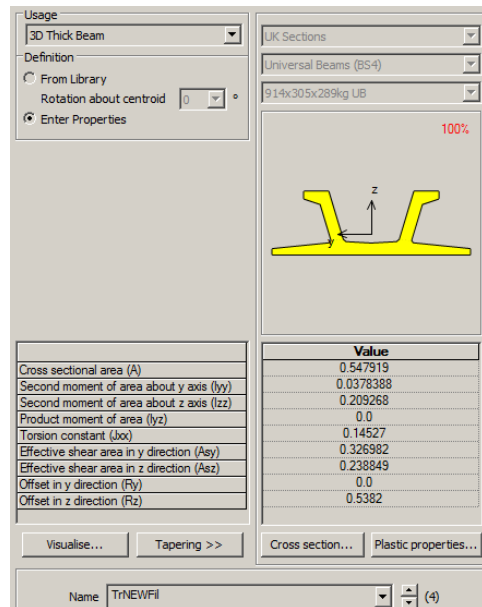 Usage
3D Thick Beam
Definition
From Library
Rotation about centroid 0 °
Enter Properties
UK Sections
Universal Beams (BS4)
914x305x289kg UB
100%
z
y
Value
Cross sectional area (A) 0.547919
Second moment of area about y axis (Iyy) 0.0378388
Second moment of area about z axis (Izz) 0.209268
Product moment of area (Iyz) 0.0
Torsion constant (Jxx) 0.14527
Effective shear area in y direction (Asy) 0.326982
Effective shear area in z direction (Asz) 0.238849
Offset in y direction (Ry) 0.0
Offset in z direction (Rz) 0.5382
Visualise... Tapering >> Cross section... Plastic properties...
Name TrNEWFil (4)